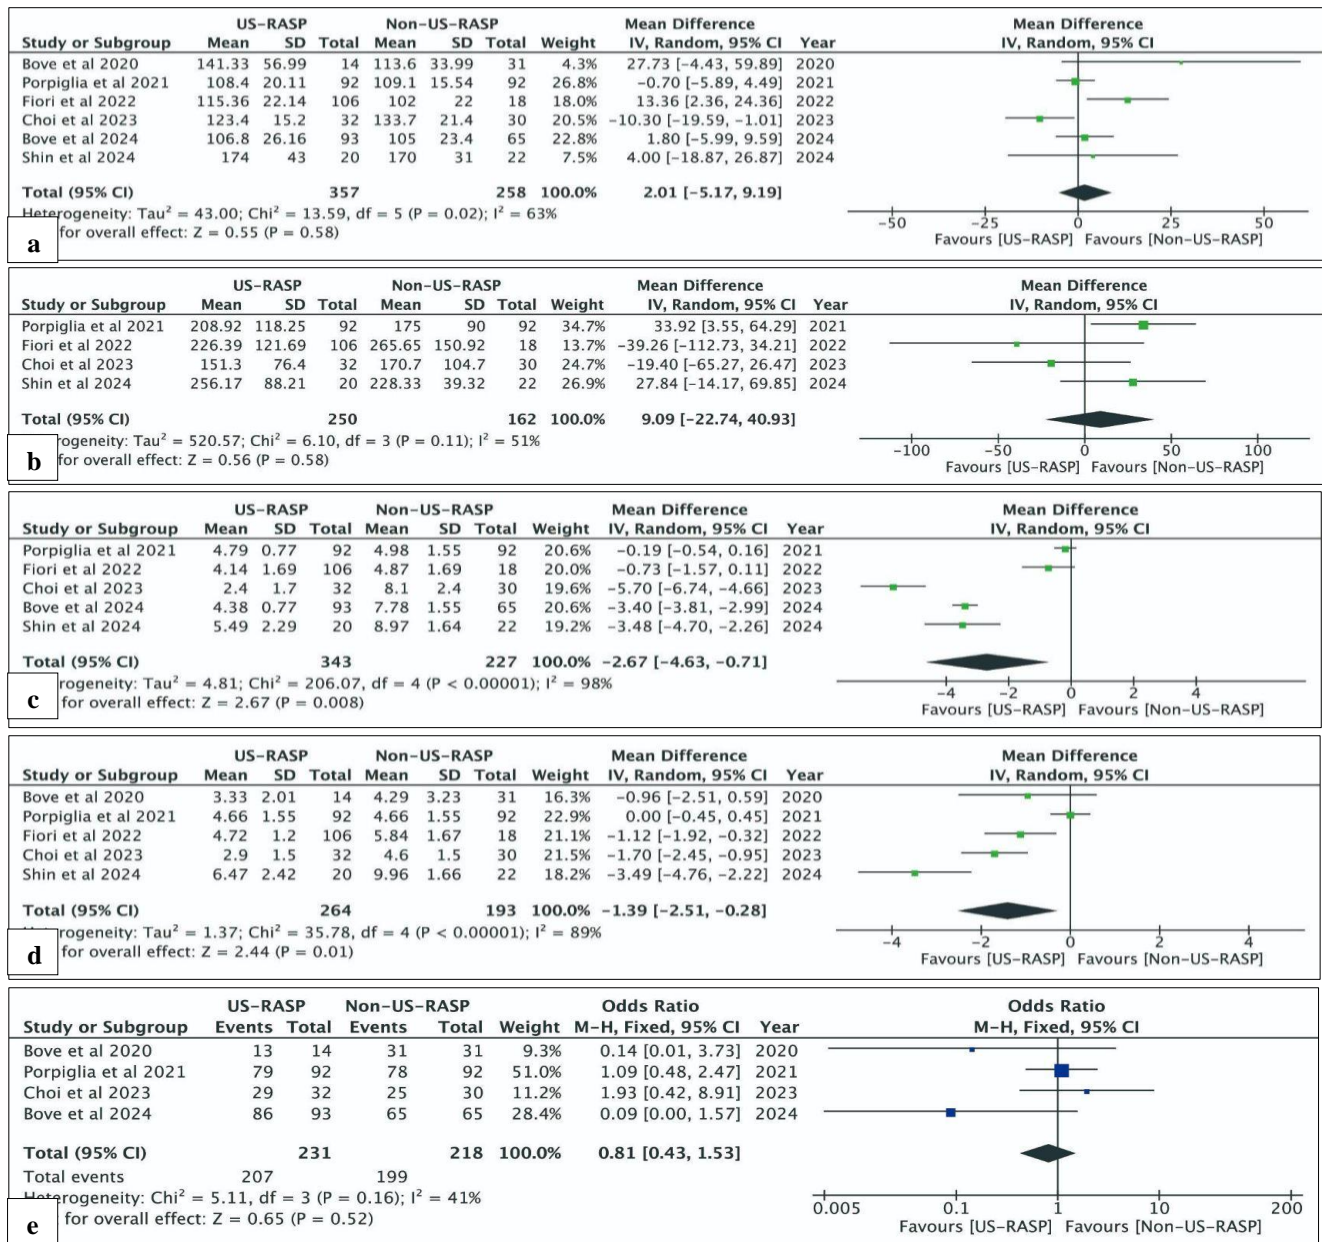 US-RASP Non-US-RASP Mean Difference Mean Difference
Study or Subgroup Mean SD Total Mean SD Total Weight IV, Random, 95% CI Year IV, Random, 95% CI
Bove et al 2020 141.33 56.99 14 113.6 33.99 31 4.3% 27.73 [-4.43, 59.89] 2020
Porpiglia et al 2021 108.4 20.11 92 109.1 15.54 92 26.8% -0.70 [-5.89, 4.49] 2021
Fiori et al 2022 115.36 22.14 106 102 22 18 18.0% 13.36 [2.36, 24.36] 2022
Choi et al 2023 123.4 15.2 32 133.7 21.4 30 20.5% -10.30 [-19.59, -1.01] 2023
Bove et al 2024 106.8 26.16 93 105 23.4 65 22.8% 1.80 [-5.99, 9.59] 2024
Shin et al 2024 174 43 20 170 31 22 7.5% 4.00 [-18.87, 26.87] 2024
Total (95% CI) 357 258 100.0% 2.01 [-5.17, 9.19]
Heterogeneity: Tau² = 43.00; Chi² = 13.59, df = 5 (P = 0.02); I² = 63%
-50 -25 0 25 50
a for overall effect: Z = 0.55 (P = 0.58)
Favours [US-RASP] Favours [Non-US-RASP]
US-RASP Non-US-RASP Mean Difference Mean Difference
Study or Subgroup Mean SD Total Mean SD Total Weight IV, Random, 95% CI Year IV, Random, 95% CI
Porpiglia et al 2021 208.92 118.25 92 175 90 92 34.7% 33.92 [3.55, 64.29] 2021
Fiori et al 2022 226.39 121.69 106 265.65 150.92 18 13.7% -39.26 [-112.73, 34.21] 2022
Choi et al 2023 151.3 76.4 32 170.7 104.7 30 24.7% -19.40 [-65.27, 26.47] 2023
Shin et al 2024 256.17 88.21 20 228.33 39.32 22 26.9% 27.84 [-14.17, 69.85] 2024
Total (95% CI) 250 162 100.0% 9.09 [-22.74, 40.93]
rogeneity: Tau² = 520.57; Chi² = 6.10, df = 3 (P = 0.11); I² = 51%
-100 -50 0 50 100
b for overall effect: Z = 0.56 (P = 0.58)
Favours [US-RASP] Favours [Non-US-RASP]
US-RASP Non-US-RASP Mean Difference Mean Difference
Study or Subgroup Mean SD Total Mean SD Total Weight IV, Random, 95% CI Year IV, Random, 95% CI
Porpiglia et al 2021 4.79 0.77 92 4.98 1.55 92 20.6% -0.19 [-0.54, 0.16] 2021
Fiori et al 2022 4.14 1.69 106 4.87 1.69 18 20.0% -0.73 [-1.57, 0.11] 2022
Choi et al 2023 2.4 1.7 32 8.1 2.4 30 19.6% -5.70 [-6.74, -4.66] 2023
Bove et al 2024 4.38 0.77 93 7.78 1.55 65 20.6% -3.40 [-3.81, -2.99] 2024
Shin et al 2024 5.49 2.29 20 8.97 1.64 22 19.2% -3.48 [-4.70, -2.26] 2024
Total (95% CI) 343 227 100.0% -2.67 [-4.63, -0.71]
rogeneity: Tau² = 4.81; Chi² = 206.07, df = 4 (P < 0.00001); I² = 98%
-4 -2 0 2 4
c for overall effect: Z = 2.67 (P = 0.008)
Favours [US-RASP] Favours [Non-US-RASP]
US-RASP Non-US-RASP Mean Difference Mean Difference
Study or Subgroup Mean SD Total Mean SD Total Weight IV, Random, 95% CI Year IV, Random, 95% CI
Bove et al 2020 3.33 2.01 14 4.29 3.23 31 16.3% -0.96 [-2.51, 0.59] 2020
Porpiglia et al 2021 4.66 1.55 92 4.66 1.55 92 22.9% 0.00 [-0.45, 0.45] 2021
Fiori et al 2022 4.72 1.2 106 5.84 1.67 18 21.1% -1.12 [-1.92, -0.32] 2022
Choi et al 2023 2.9 1.5 32 4.6 1.5 30 21.5% -1.70 [-2.45, -0.95] 2023
Shin et al 2024 6.47 2.42 20 9.96 1.66 22 18.2% -3.49 [-4.76, -2.22] 2024
Total (95% CI) 264 193 100.0% -1.39 [-2.51, -0.28]
Heterogeneity: Tau² = 1.37; Chi² = 35.78, df = 4 (P < 0.00001); I² = 89%
-4 -2 0 2 4
d for overall effect: Z = 2.44 (P = 0.01)
Favours [US-RASP] Favours [Non-US-RASP]
US-RASP Non-US-RASP Odds Ratio Odds Ratio
Study or Subgroup Events Total Events Total Weight M-H, Fixed, 95% CI Year M-H, Fixed, 95% CI
Bove et al 2020 13 14 31 31 9.3% 0.14 [0.01, 3.73] 2020
Porpiglia et al 2021 79 92 78 92 51.0% 1.09 [0.48, 2.47] 2021
Choi et al 2023 29 32 25 30 11.2% 1.93 [0.42, 8.91] 2023
Bove et al 2024 86 93 65 65 28.4% 0.09 [0.00, 1.57] 2024
Total (95% CI) 231 218 100.0% 0.81 [0.43, 1.53]
Total events 207 199
Heterogeneity: Chi² = 5.11, df = 3 (P = 0.16); I² = 41%
0.005 0.1 1 10 200
e for overall effect: Z = 0.65 (P = 0.52)
Favours [US-RASP] Favours [Non-US-RASP]